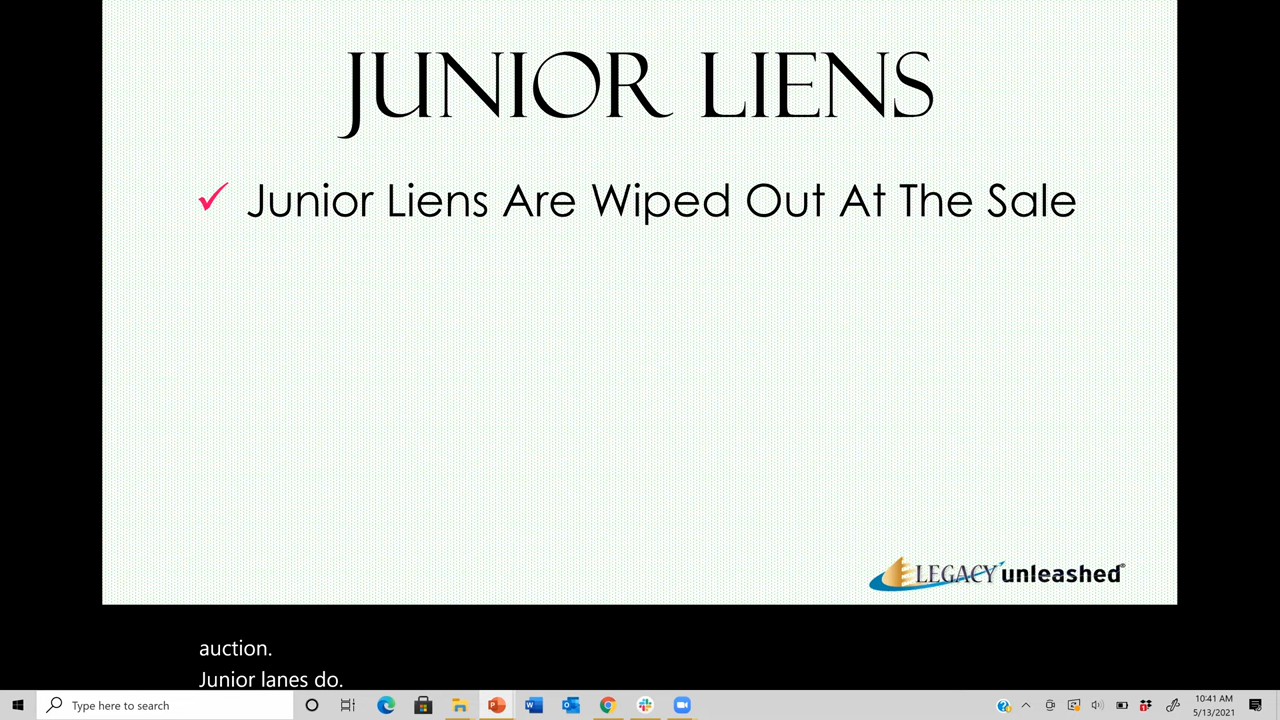 JUNIOR LIENS
✓ Junior Liens Are Wiped Out At The Sale
LEGACY unleashed®
auction.
Junior lanes do.
Type here to search
10:41 AM
5/13/2021